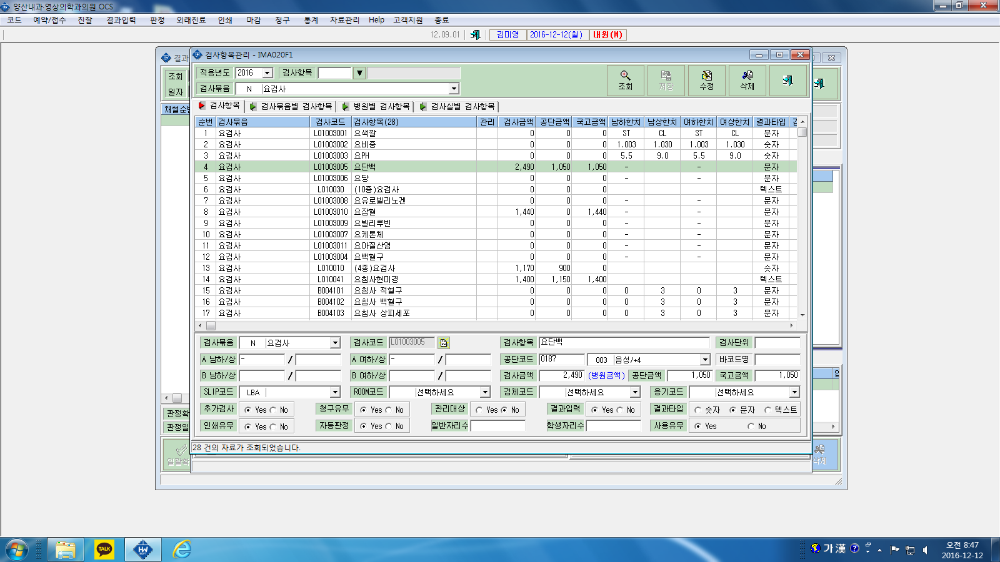 양산내과·영상의학과의원 OCS
코드 예약/접수 진찰 결과입력 판정 외래진료 인쇄 마감 청구 통계 자료관리 Help 고객지원 종료
12.09.01 김미영 2016-12-12(월) 내원(M)
결과
조회
일자
채혈순번
판정확
판정일
일괄확
삭제
검사항목관리 - IMA020F1
적용년도 2016 검사항목
검사묶음 N 요검사
조회 저장 수정 삭제
검사항목 검사묶음별 검사항목 병원별 검사항목 검사실별 검사항목
순번 검사묶음 검사코드 검사항목(28) 관리 검사금액 공단금액 국고금액 남하한치 남상한치 여하한치 여상한치 결과타입
1 요검사 L01003001 요색깔 0 0 0 ST CL ST CL 문자
2 요검사 L01003002 요비중 0 0 0 1.003 1.030 1.003 1.030 숫자
3 요검사 L01003003 요PH 0 0 0 5.5 9.0 5.5 9.0 숫자
4 요검사 L01003005 요단백 2,490 1,050 1,050 - - 문자
5 요검사 L01003006 요당 0 0 0 - - 문자
6 요검사 L010030 (10종)요검사 0 0 0 텍스트
7 요검사 L01003008 요유로빌리노겐 0 0 0 - - 문자
8 요검사 L01003010 요잠혈 1,440 0 1,440 - - 문자
9 요검사 L01003009 요빌리루빈 0 0 0 - - 문자
10 요검사 L01003007 요케톤체 0 0 0 - - 문자
11 요검사 L01003011 요아질산염 0 0 0 - - 문자
12 요검사 L01003004 요백혈구 0 0 0 - - 문자
13 요검사 L010010 (4종)요검사 1,170 900 0 숫자
14 요검사 L010041 요침사현미경 1,400 1,150 1,400 텍스트
15 요검사 B004101 요침사 적혈구 0 0 0 0 3 0 3 문자
16 요검사 B004102 요침사 백혈구 0 0 0 0 3 0 3 문자
17 요검사 B004103 요침사 상피세포 0 0 0 0 3 0 3 문자
검사묶음 N 요검사 검사코드 L01003005 검사항목 요단백 검사단위
A 남하/상 - / A 여하/상 - / 공단코드 0187 003 음성/+4 바코드명
B 남하/상 / B 여하/상 / 검사금액 2,490 (병원금액) 공단금액 1,050 국고금액 1,050
SLIP코드 LBA ROOM코드 선택하세요 검체코드 선택하세요 용기코드 선택하세요
추가검사 Yes No 청구유무 Yes No 관리대상 Yes No 결과입력 Yes No 결과타입 숫자 문자 텍스트
인쇄유무 Yes No 자동판정 Yes No 일반자리수 학생자리수 사용유무 Yes No
28 건의 자료가 조회되었습니다.
TALK
HW
SOFT
가 漢
오전 8:47
2016-12-12